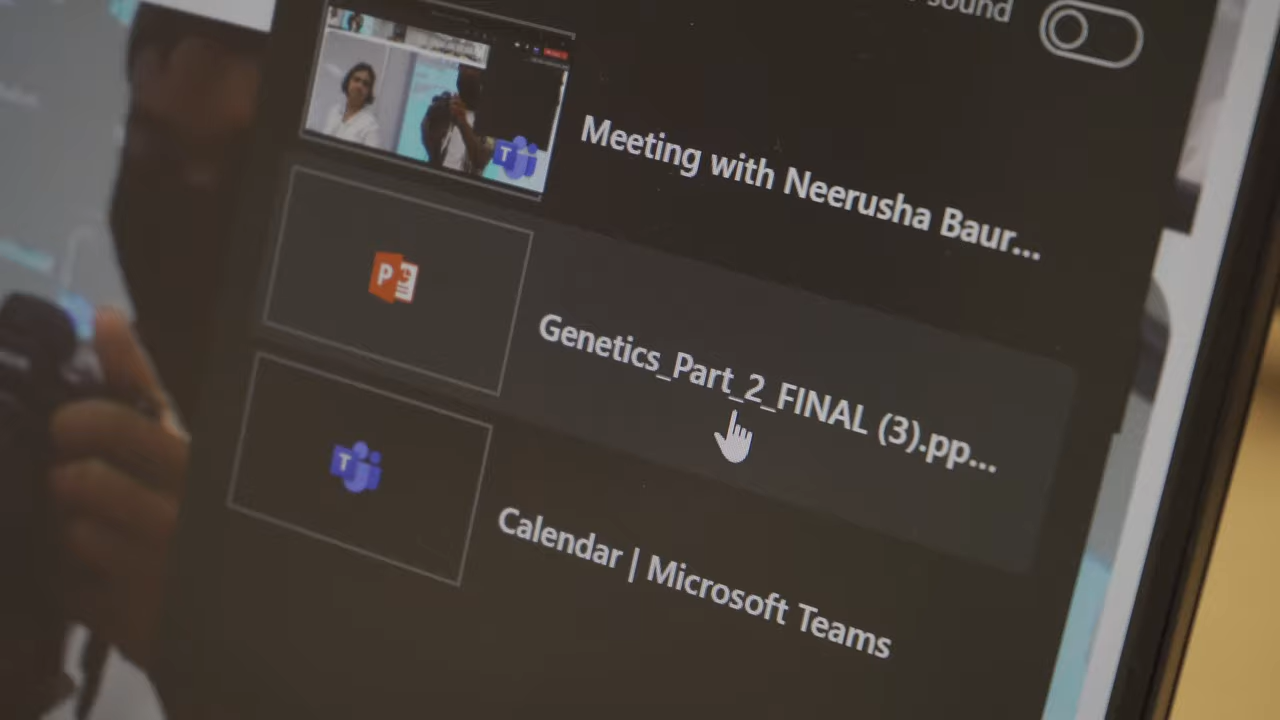 sound
Meeting with Neerusha Baur...
Genetics_Part_2_FINAL (3).pp...
Calendar | Microsoft Teams